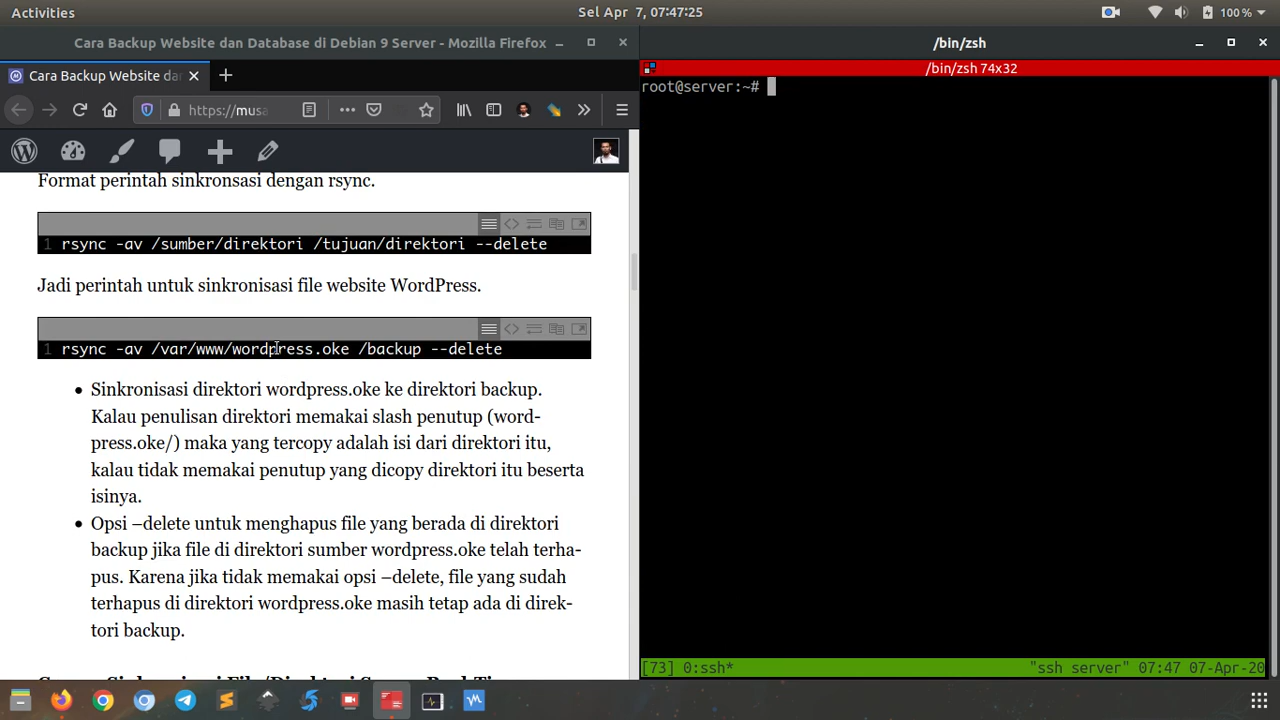 Activities
Sel Apr 7, 07:47:25
100 %
Cara Backup Website dan Database di Debian 9 Server - Mozilla Firefox
/bin/zsh
Cara Backup Website da
/bin/zsh 74x32
https://musa
root@server:~#
Format perintah sinkronsasi dengan rsync.
1 rsync -av /sumber/direktori /tujuan/direktori --delete
Jadi perintah untuk sinkronisasi file website WordPress.
1 rsync -av /var/www/wordpress.oke /backup --delete
• Sinkronisasi direktori wordpress.oke ke direktori backup.
Kalau penulisan direktori memakai slash penutup (word-
press.oke/) maka yang tercopy adalah isi dari direktori itu,
kalau tidak memakai penutup yang dicopy direktori itu beserta
isinya.
• Opsi –delete untuk menghapus file yang berada di direktori
backup jika file di direktori sumber wordpress.oke telah terha-
pus. Karena jika tidak memakai opsi –delete, file yang sudah
terhapus di direktori wordpress.oke masih tetap ada di direk-
tori backup.
[73] 0:ssh*
"ssh server" 07:47 07-Apr-20